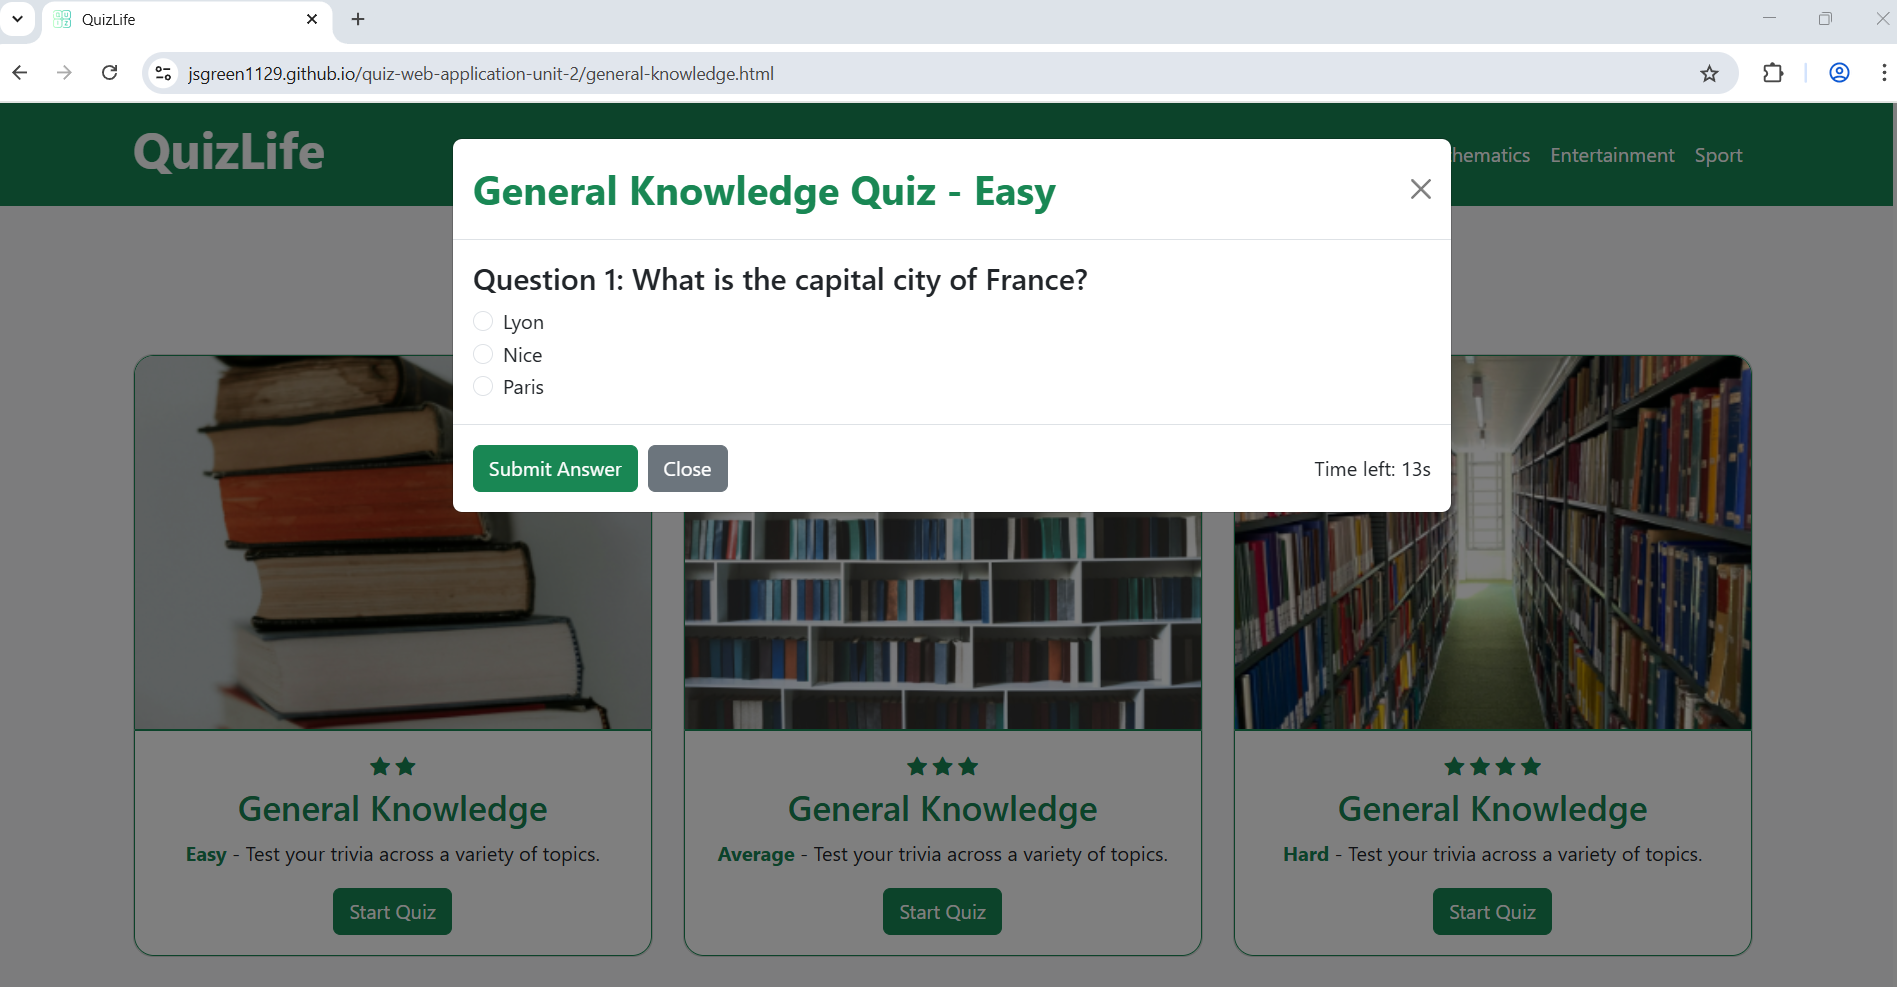 QuizLife
jsgreen1129.github.io/quiz-web-application-unit-2/general-knowledge.html
QuizLife
hematics Entertainment Sport
General Knowledge Quiz - Easy
Question 1: What is the capital city of France?
Lyon
Nice
Paris
Submit Answer Close Time left: 13s
General Knowledge
Easy - Test your trivia across a variety of topics.
Start Quiz
General Knowledge
Average - Test your trivia across a variety of topics.
Start Quiz
General Knowledge
Hard - Test your trivia across a variety of topics.
Start Quiz